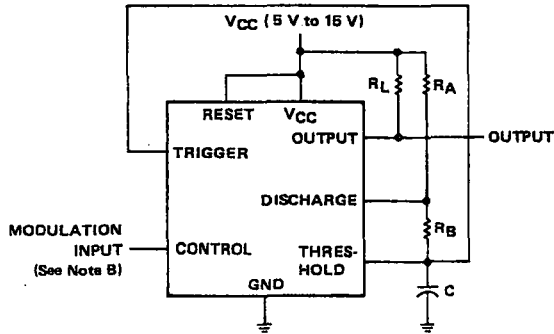 VCC (5 V to 15 V)
RL
RA
RESET
VCC
OUTPUT
OUTPUT
TRIGGER
DISCHARGE
RB
MODULATION
INPUT
(See Note B)
CONTROL
THRES-
HOLD
GND
C